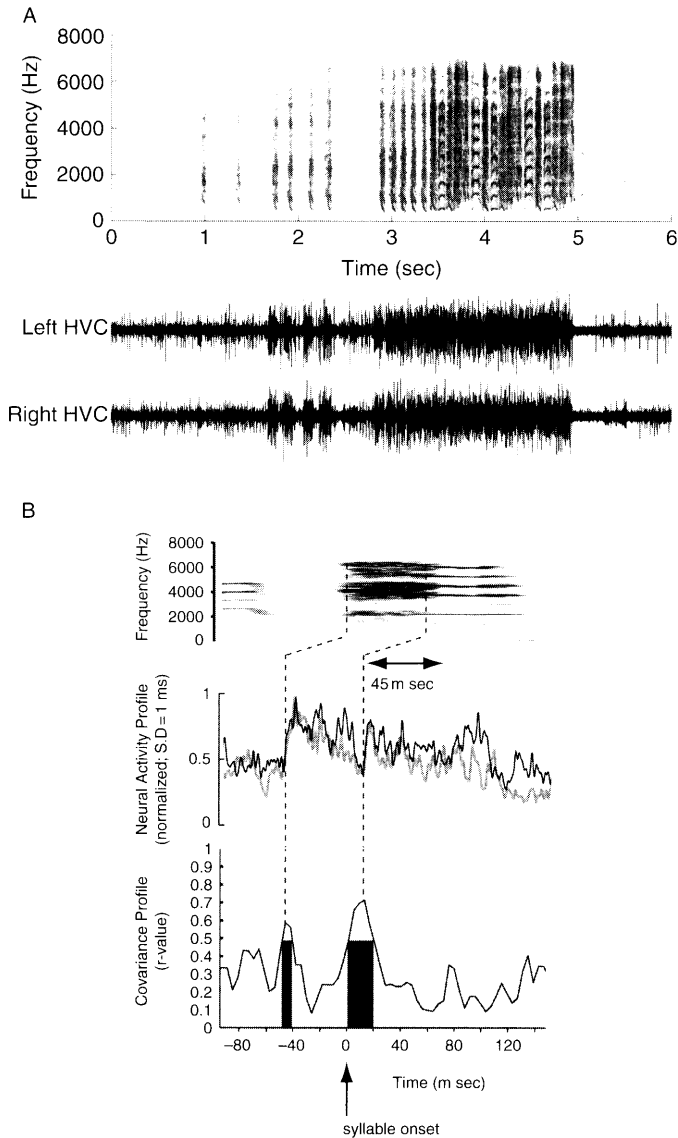 A
Frequency (Hz)
8000
6000
4000
2000
0
0 1 2 3 4 5 6
Time (sec)
Left HVC
Right HVC
B
Frequency (Hz)
8000
6000
4000
2000
0
45 m sec
Neural Activity Profile
(normalized; S.D = 1 ms)
1
0.5
0
Covariance Profile
(r-value)
1
0.9
0.8
0.7
0.6
0.5
0.4
0.3
0.2
0.1
0
−80 −40 0 40 80 120
Time (m sec)
syllable onset